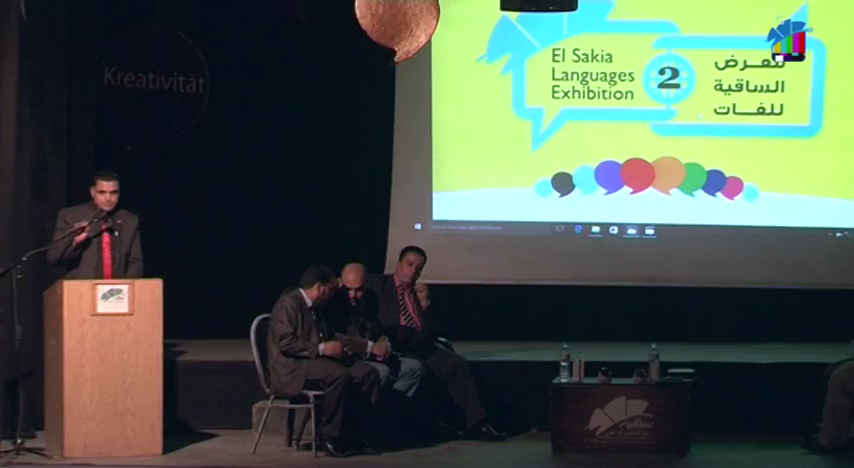 Kreativität
El Sakia
Languages
Exhibition
2
معرض
الساقية
للغات